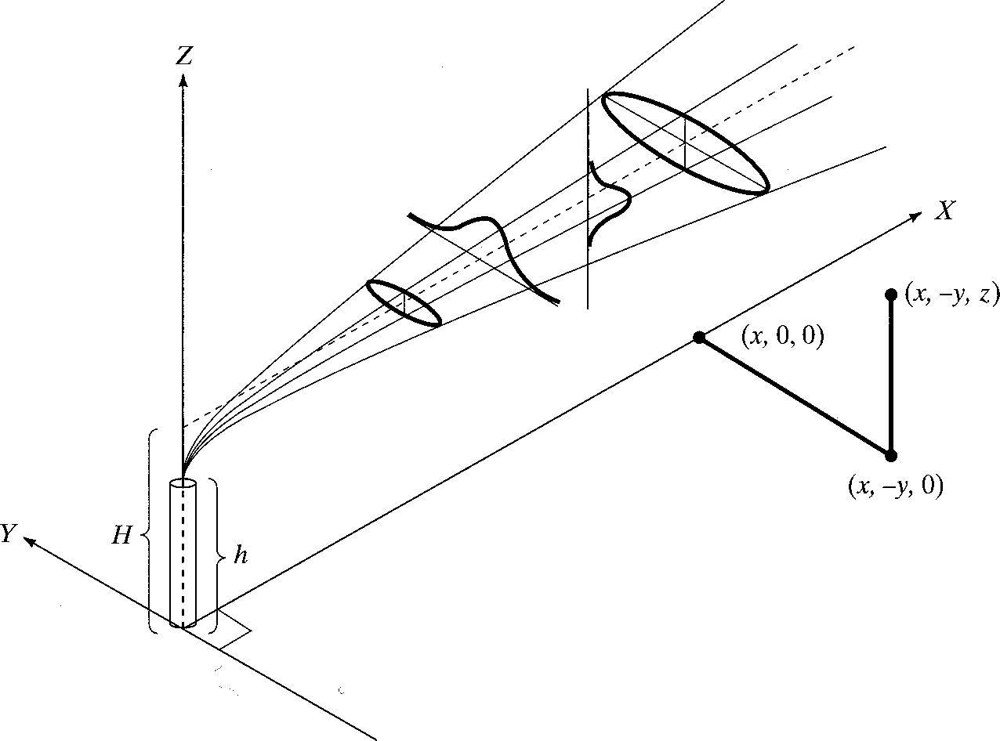 Z
X
(x, –y, z)
(x, 0, 0)
(x, –y, 0)
Y
H
h